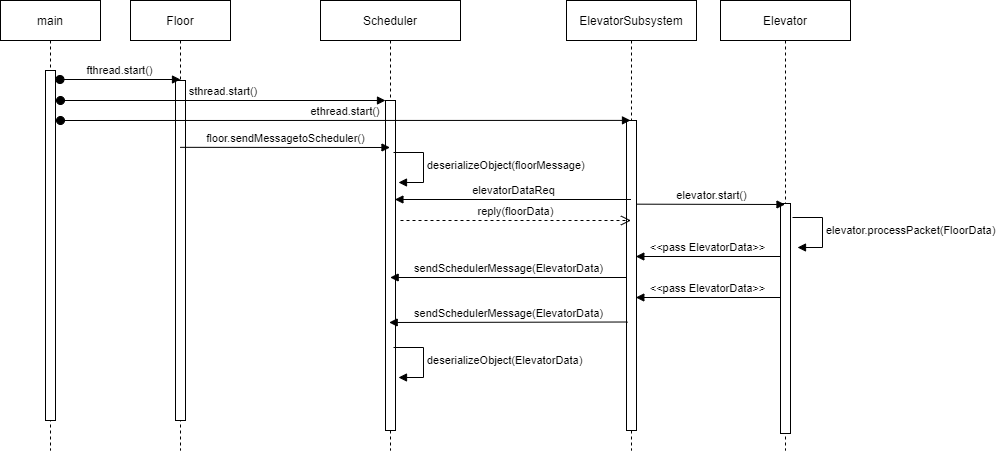 main
Floor
Scheduler
ElevatorSubsystem
Elevator
fthread.start()
sthread.start()
ethread.start()
floor.sendMessagetoScheduler()
deserializeObject(floorMessage)
elevatorDataReq
elevator.start()
reply(floorData)
elevator.processPacket(FloorData)
<<pass ElevatorData>>
sendSchedulerMessage(ElevatorData)
<<pass ElevatorData>>
sendSchedulerMessage(ElevatorData)
deserializeObject(ElevatorData)